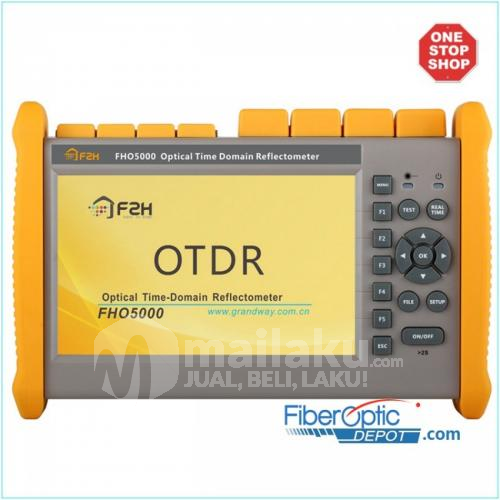 ONE
STOP
SHOP
F2H
FHO5000 Optical Time Domain Reflectometer
F2H
OTDR
Optical Time-Domain Reflectometer
www.grandway.com.cn
FHO5000
MENU
F1
TEST
REAL
TIME
F2
OK
F3
F4
FILE
SETUP
F5
ON/OFF
ESC
>2S
mailaku.com
JUAL, BELI, LAKU!
FiberOptic
DEPOT.com